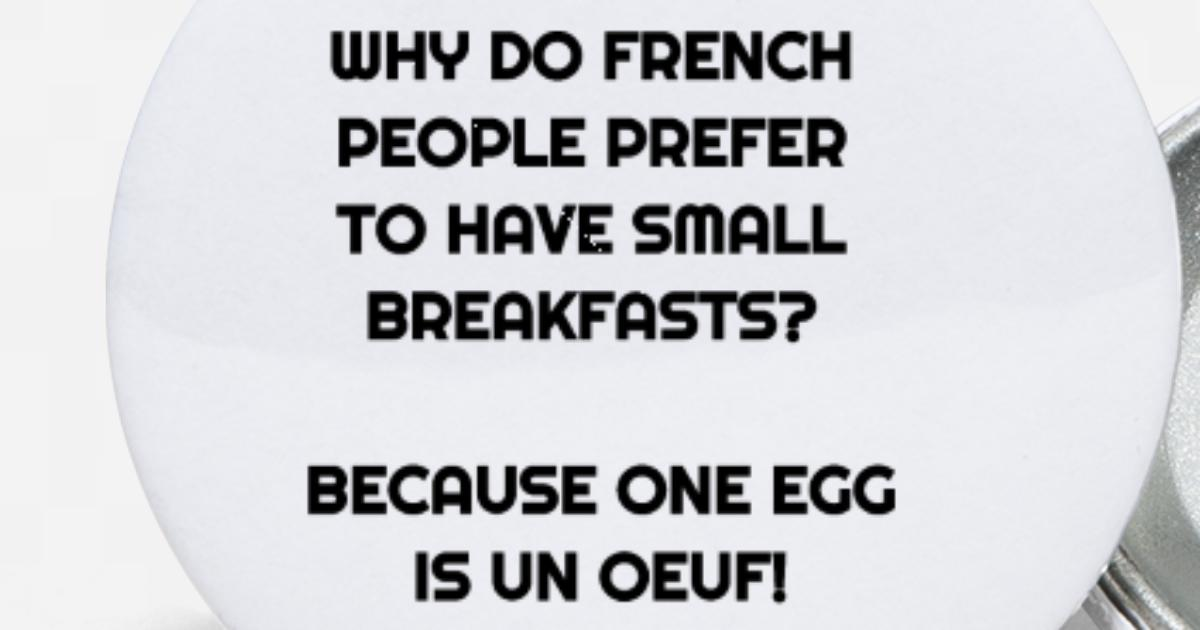 WHY DO FRENCH
PEOPLE PREFER
TO HAVE SMALL
BREAKFASTS?
BECAUSE ONE EGG
IS UN OEUF!